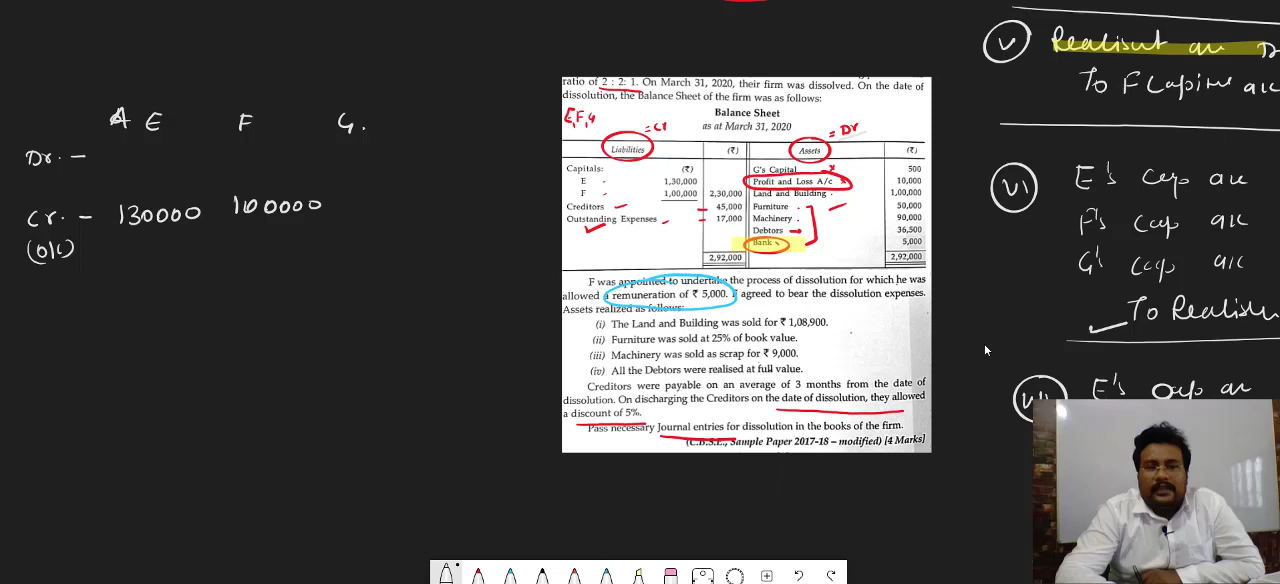 A E F G.
Dr. -
Cr. - 130000 100000
(O/C)
ratio of 2 : 2 : 1. On March 31, 2020, their firm was dissolved. On the date of
dissolution, the Balance Sheet of the firm was as follows:
E,F,G
Balance Sheet
as at March 31, 2020
= Cr
= Dr
Liabilities (₹) Assets (₹)
Capitals: (₹) G's Capital 500
E 1,30,000 Profit and Loss A/c 10,000
F 1,00,000 2,30,000 Land and Building 1,00,000
Creditors 45,000 Furniture 50,000
Outstanding Expenses 17,000 Machinery 90,000
Debtors 36,500
Bank 5,000
2,92,000 2,92,000
F was appointed to undertake the process of dissolution for which he was
allowed a remuneration of ₹ 5,000. F agreed to bear the dissolution expenses.
Assets realized as follows:
(i) The Land and Building was sold for ₹ 1,08,900.
(ii) Furniture was sold at 25% of book value.
(iii) Machinery was sold as scrap for ₹ 9,000.
(iv) All the Debtors were realised at full value.
Creditors were payable on an average of 3 months from the date of
dissolution. On discharging the Creditors on the date of dissolution, they allowed
a discount of 5%.
Pass necessary Journal entries for dissolution in the books of the firm.
(C.B.S.E., Sample Paper 2017-18 – modified) [4 Marks]
V
To F Capital a/c
VI E's cap a/c
F's cap a/c
G's cap a/c
E's cap a/c